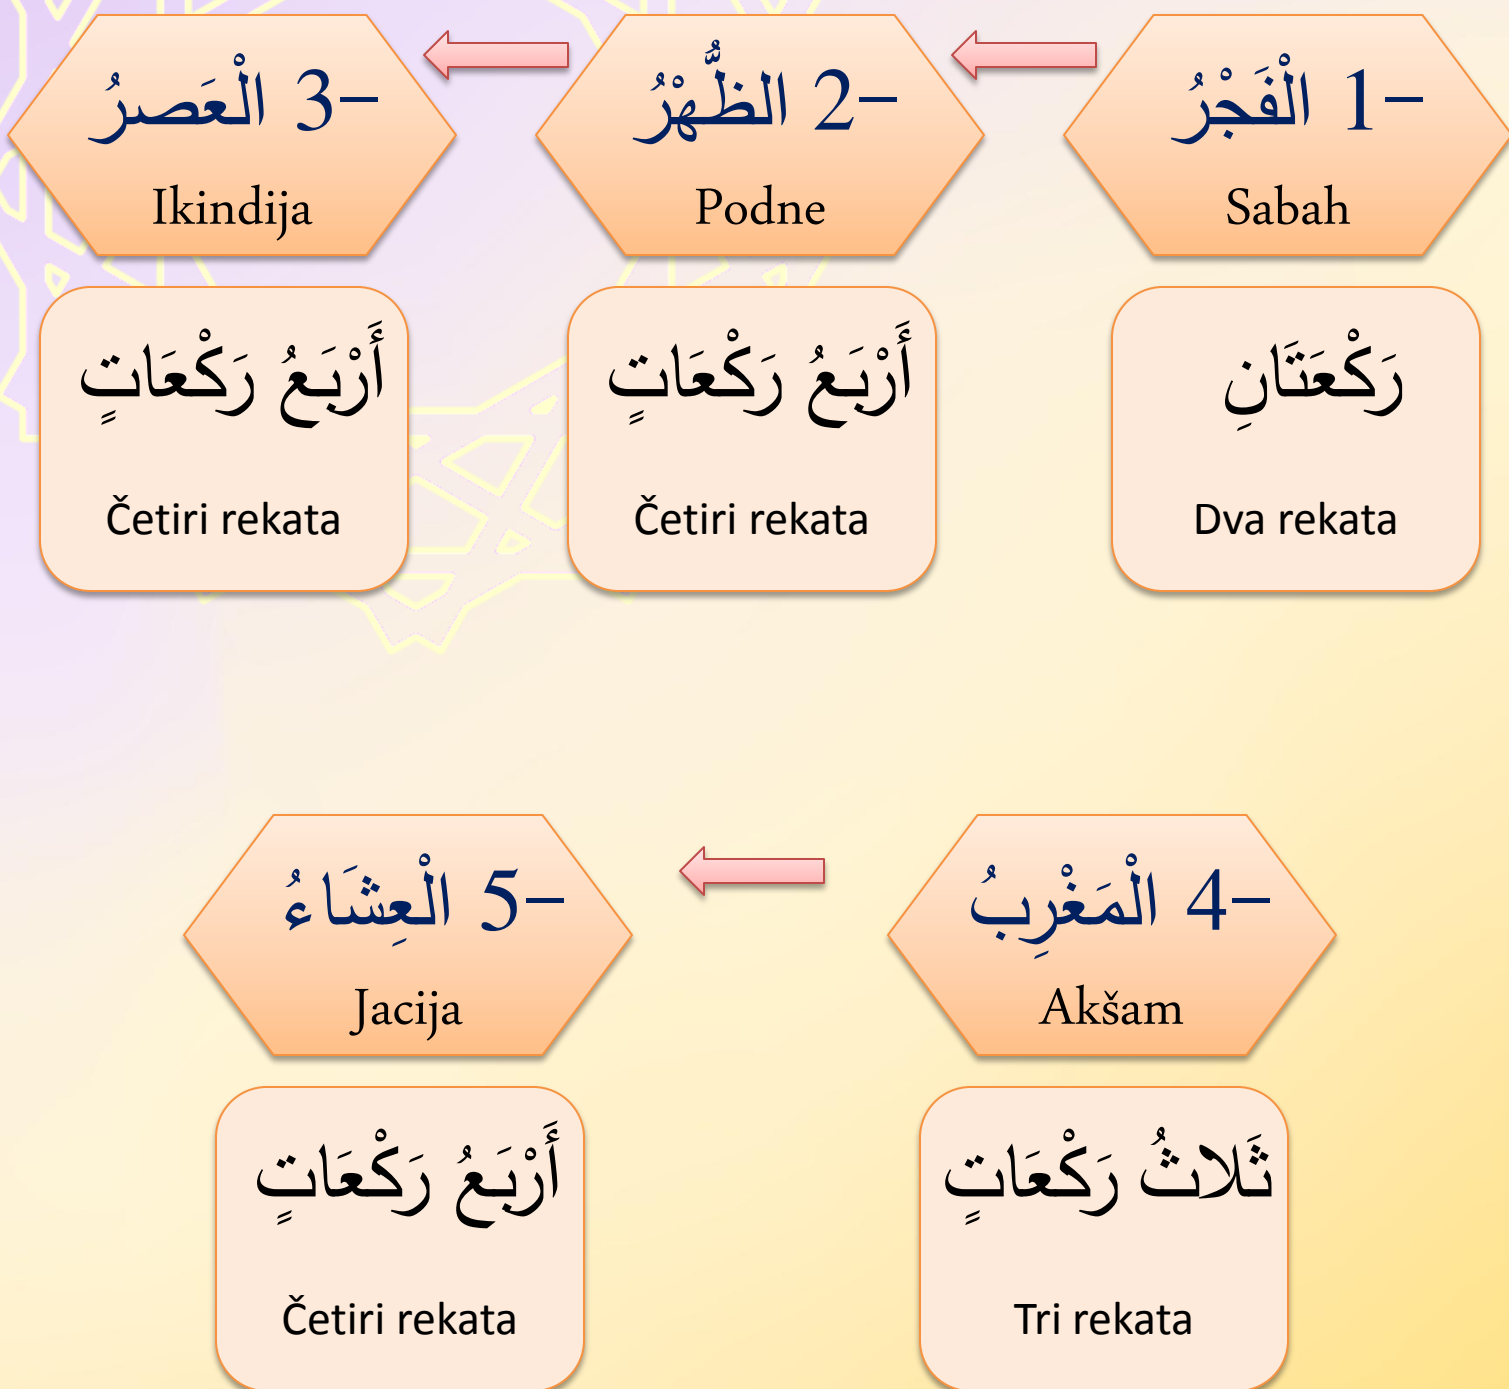 1- الْفَجْرُ
Sabah
2- الظُّهْرُ
Podne
3- الْعَصرُ
Ikindija
رَكْعَتَانِ
Dva rekata
أَرْبَعُ رَكْعَاتٍ
Četiri rekata
أَرْبَعُ رَكْعَاتٍ
Četiri rekata
4- الْمَغْرِبُ
Akšam
5- الْعِشَاءُ
Jacija
ثَلاثُ رَكْعَاتٍ
Tri rekata
أَرْبَعُ رَكْعَاتٍ
Četiri rekata